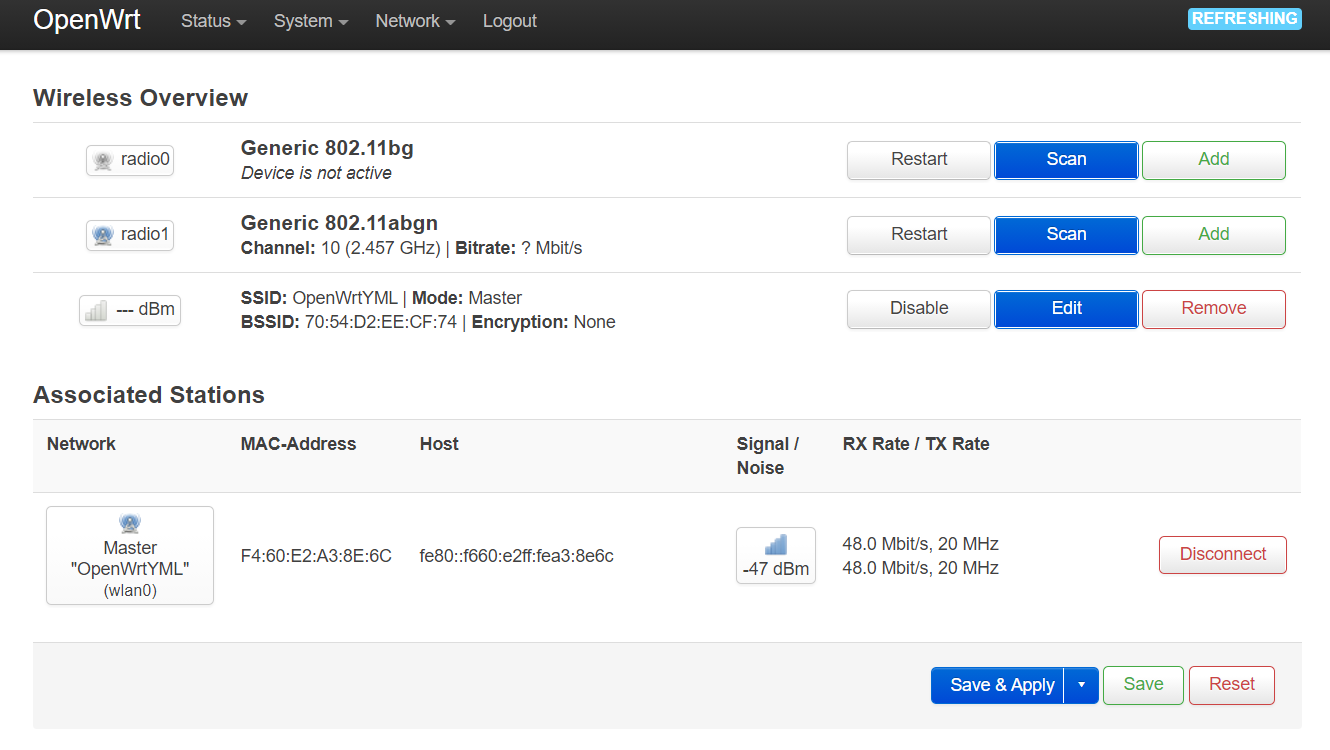 OpenWrt Status System Network Logout REFRESHING
Wireless Overview
radio0 Generic 802.11bg Restart Scan Add
Device is not active
radio1 Generic 802.11abgn Restart Scan Add
Channel: 10 (2.457 GHz) | Bitrate: ? Mbit/s
--- dBm SSID: OpenWrtYML | Mode: Master Disable Edit Remove
BSSID: 70:54:D2:EE:CF:74 | Encryption: None
Associated Stations
Network MAC-Address Host Signal / RX Rate / TX Rate
Noise
Master
"OpenWrtYML"
(wlan0)
F4:60:E2:A3:8E:6C
fe80::f660:e2ff:fea3:8e6c
-47 dBm
48.0 Mbit/s, 20 MHz
48.0 Mbit/s, 20 MHz
Disconnect
Save & Apply Save Reset